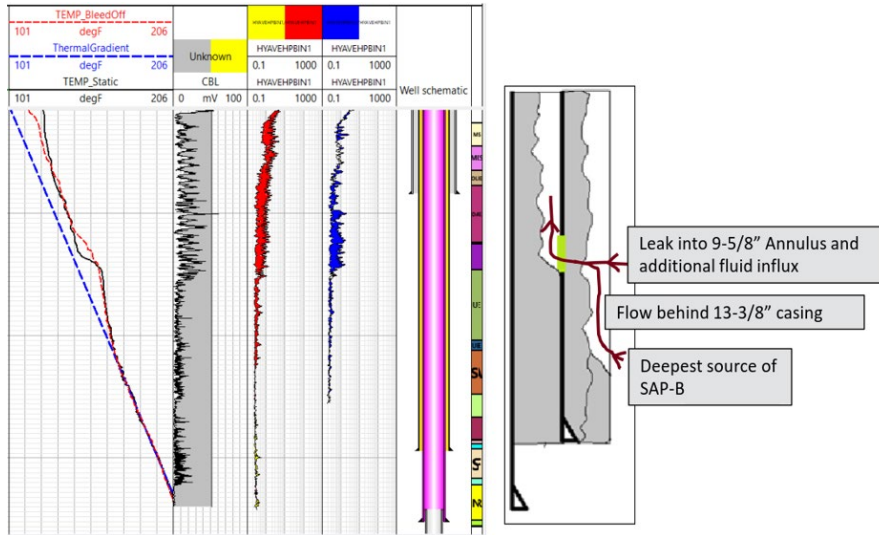 TEMP_BleedOff
101 degF 206
ThermalGradient
101 degF 206
TEMP_Static
101 degF 206
Unknown
CBL
0 mV 100
HYAVEHPBIN1
0.1 1000
HYAVEHPBIN1
0.1 1000
HYAVEHPBIN1
0.1 1000
HYAVEHPBIN1
0.1 1000
Well schematic
Leak into 9-5/8” Annulus and
additional fluid influx
Flow behind 13-3/8” casing
Deepest source of
SAP-B